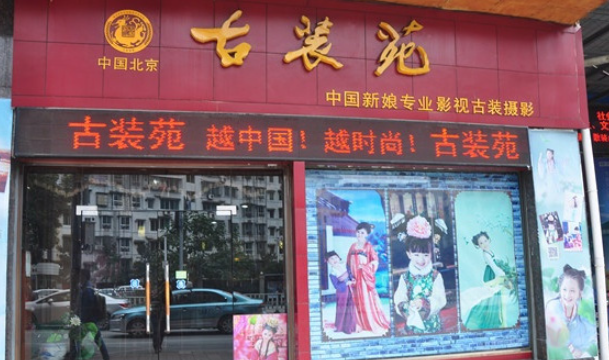 古装苑
中国北京
中国新娘专业影视古装摄影
古装苑 越中国！越时尚！古装苑